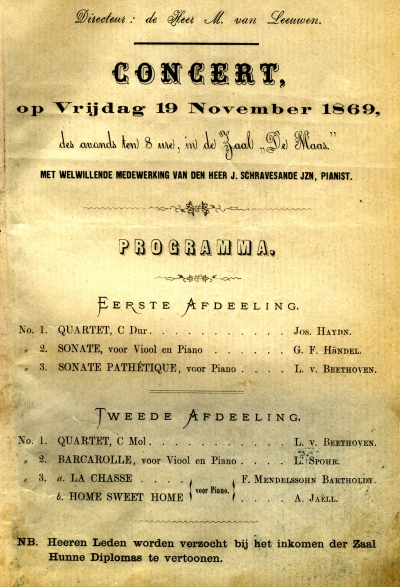 Directeur: de Heer M. van Leeuwen.
CONCERT,
op Vrijdag 19 November 1869,
des avonds ten 8 ure, in de Zaal „De Maas."
MET WELWILLENDE MEDEWERKING VAN DEN HEER J. SCHRAVESANDE JZN, PIANIST.
PROGRAMMA.
EERSTE AFDEELING.
No. 1. QUARTET, C Dur . . . . . . . . . . . . Jos. HAYDN.
„ 2. SONATE, voor Viool en Piano . . . . . . G. F. HÄNDEL.
„ 3. SONATE PATHÉTIQUE, voor Piano . . . . L. v. BEETHOVEN.
TWEEDE AFDEELING.
No. 1. QUARTET, C Mol . . . . . . . . . . . . L. v. BEETHOVEN.
„ 2. BARCAROLLE, voor Viool en Piano . . . . L. SPOHR.
„ 3. a. LA CHASSE . . . . voor Piano. F. MENDELSSOHN BARTHOLDY.
b. HOME SWEET HOME . . . . A. JAËLL.
NB. Heeren Leden worden verzocht bij het inkomen der Zaal
Hunne Diplomas te vertoonen.